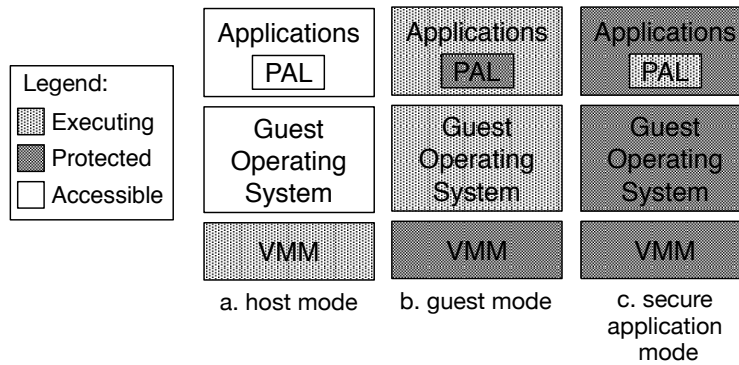 Legend:
Executing
Protected
Accessible
Applications
PAL
Guest
Operating
System
VMM
a. host mode
Applications
PAL
Guest
Operating
System
VMM
b. guest mode
Applications
PAL
Guest
Operating
System
VMM
c. secure
application
mode